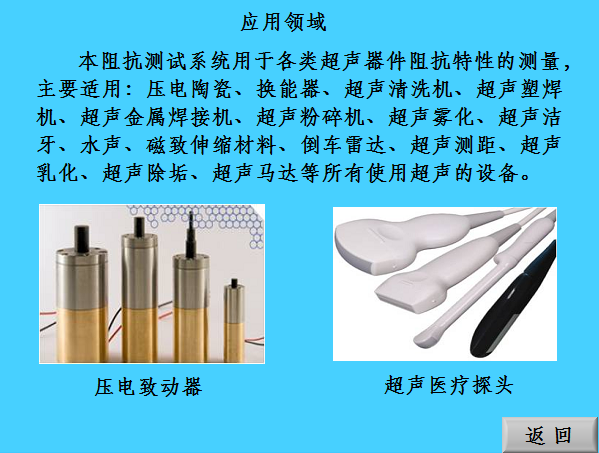 应用领域
本阻抗测试系统用于各类超声器件阻抗特性的测量，
主要适用：压电陶瓷、换能器、超声清洗机、超声塑焊
机、超声金属焊接机、超声粉碎机、超声雾化、超声洁
牙、水声、磁致伸缩材料、倒车雷达、超声测距、超声
乳化、超声除垢、超声马达等所有使用超声的设备。
压电致动器
超声医疗探头
返回